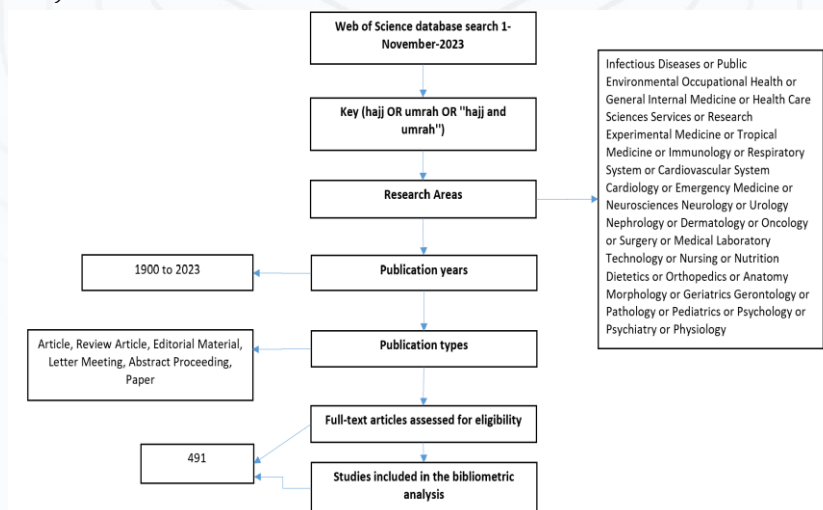 Web of Science database search 1-
November-2023
Key (hajj OR umrah OR "hajj and
umrah")
Research Areas
Infectious Diseases or Public
Environmental Occupational Health or
General Internal Medicine or Health Care
Sciences Services or Research
Experimental Medicine or Tropical
Medicine or Immunology or Respiratory
System or Cardiovascular System
Cardiology or Emergency Medicine or
Neurosciences Neurology or Urology
Nephrology or Dermatology or Oncology
or Surgery or Medical Laboratory
Technology or Nursing or Nutrition
Dietetics or Orthopedics or Anatomy
Morphology or Geriatrics Gerontology or
Pathology or Pediatrics or Psychology or
Psychiatry or Physiology
1900 to 2023
Publication years
Article, Review Article, Editorial Material,
Letter Meeting, Abstract Proceeding,
Paper
Publication types
Full-text articles assessed for eligibility
491
Studies included in the bibliometric
analysis